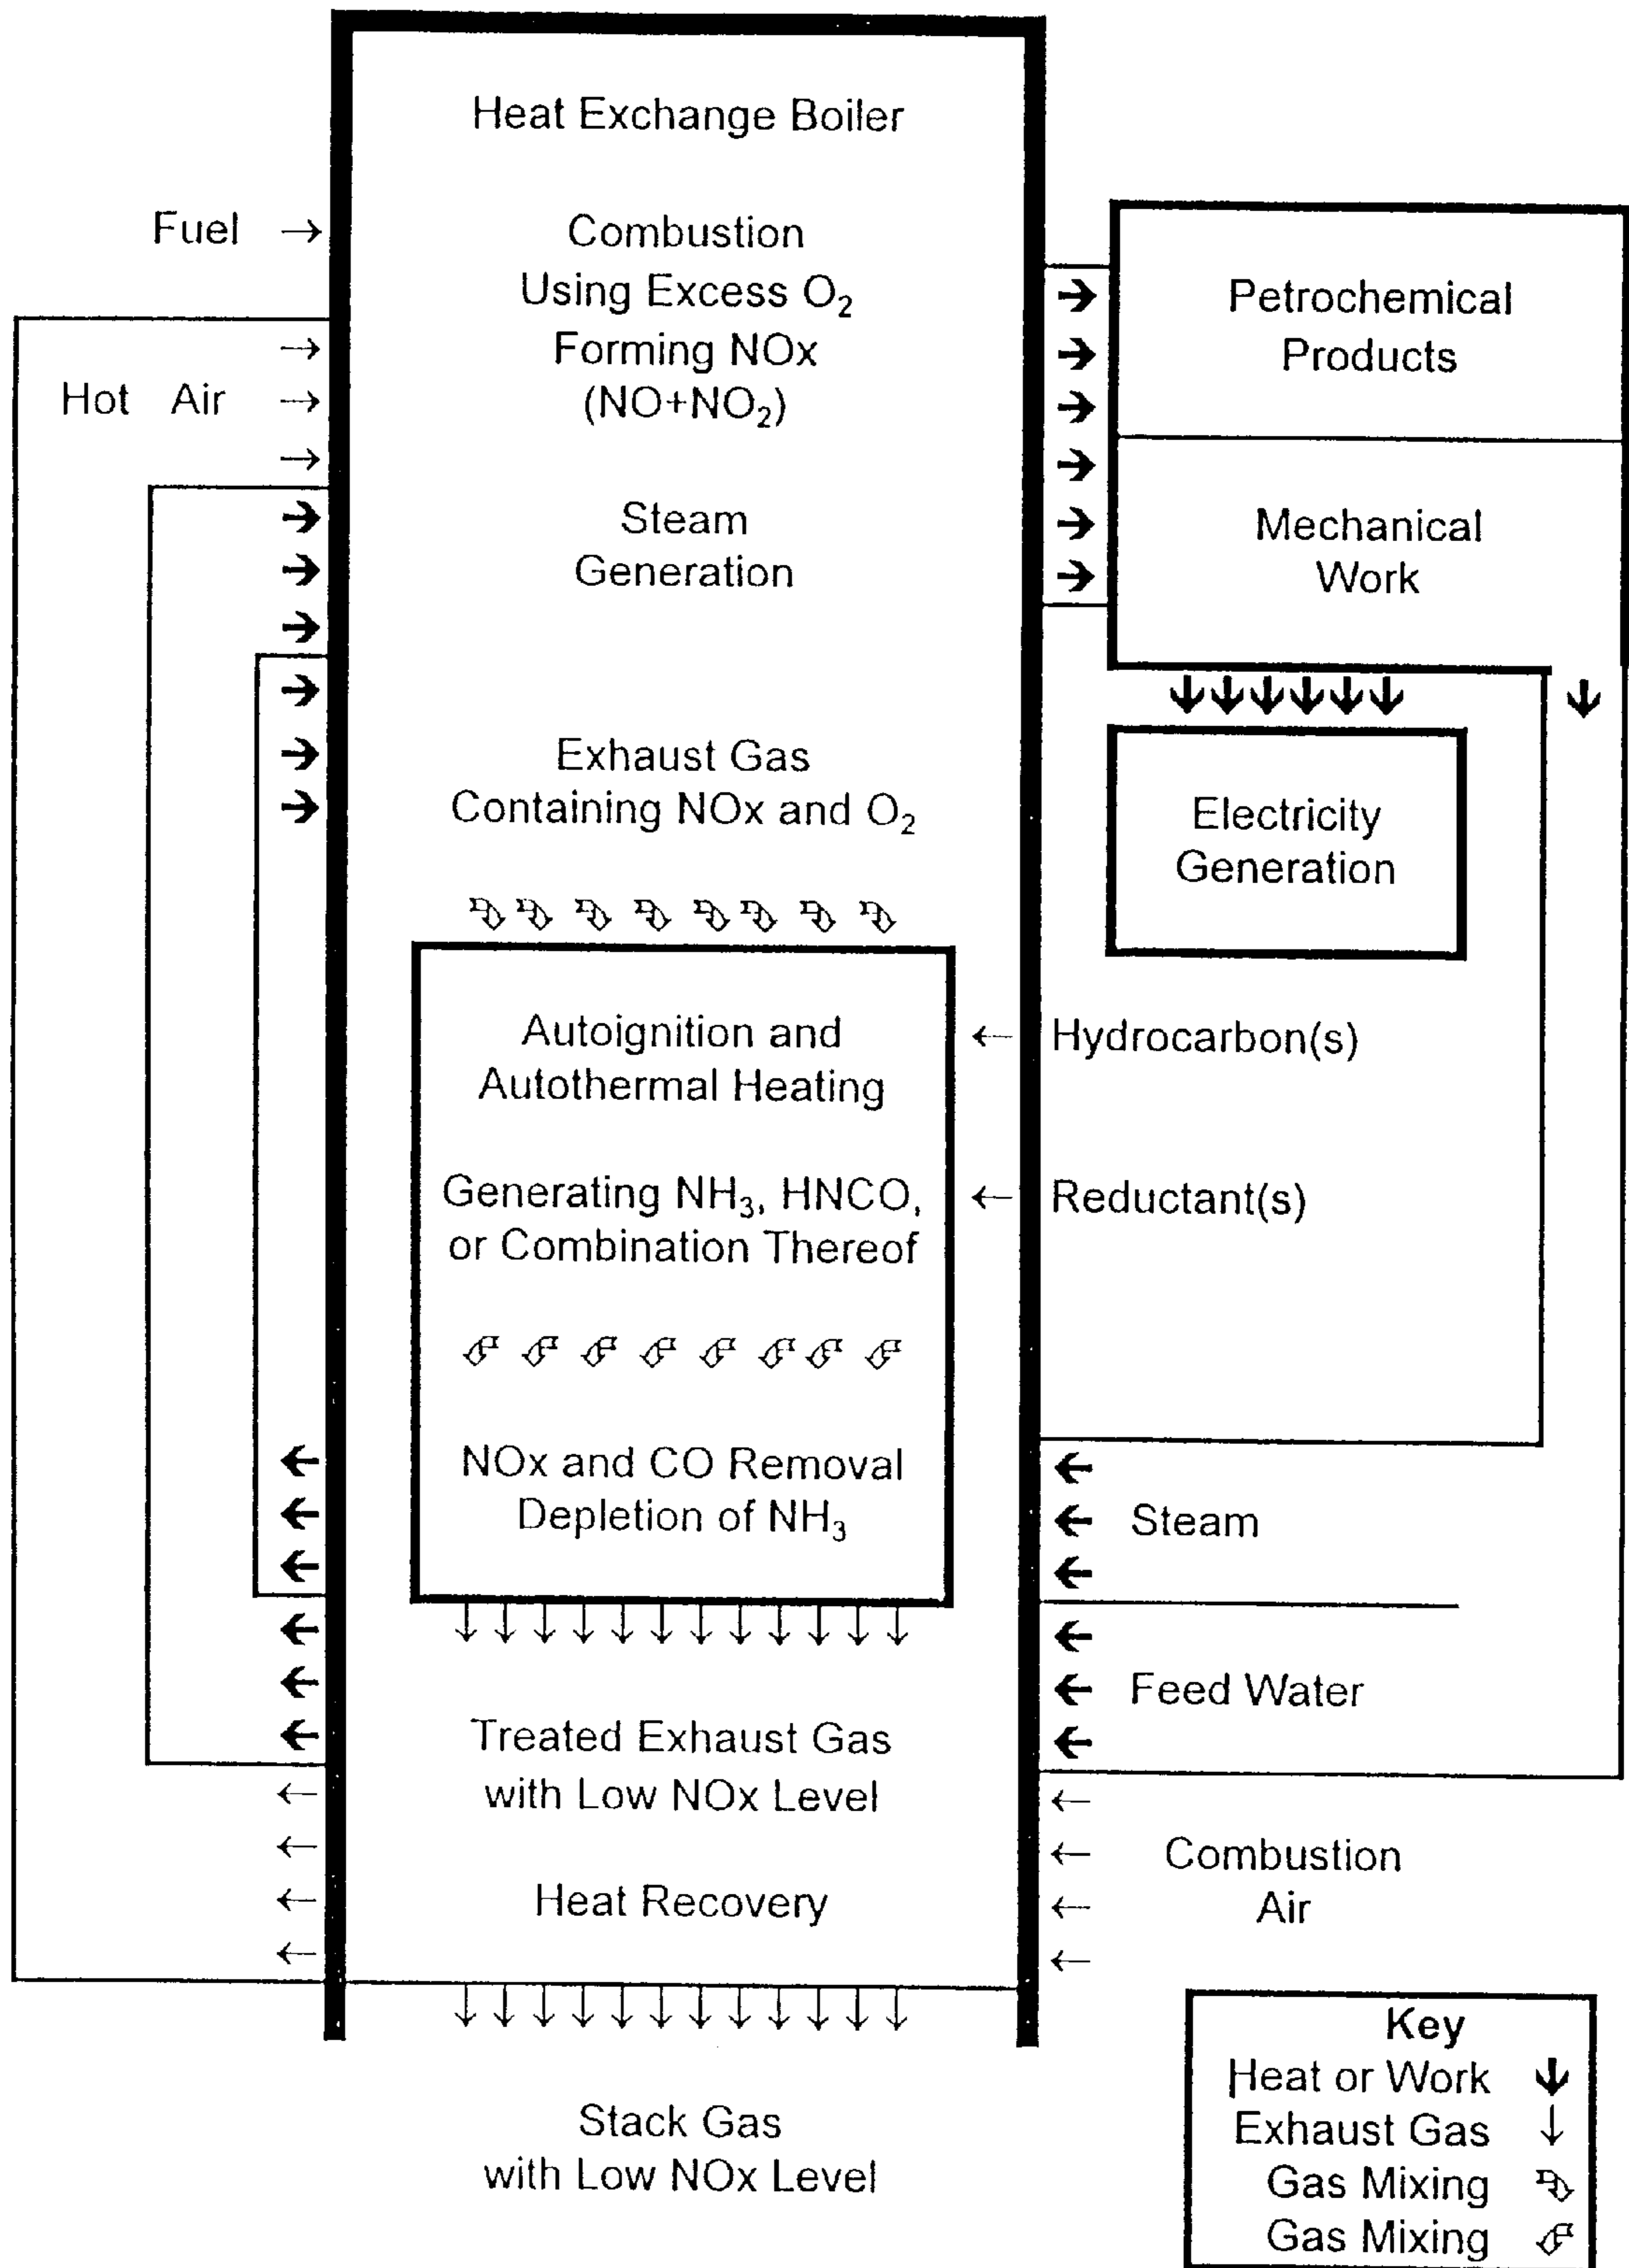 Heat Exchange Boiler
Fuel
Combustion
Using Excess O₂
Forming NOx
(NO+NO₂)
Hot Air
Steam
Generation
Petrochemical
Products
Mechanical
Work
Exhaust Gas
Containing NOx and O₂
Electricity
Generation
Autoignition and
Autothermal Heating
Hydrocarbon(s)
Generating NH₃, HNCO,
or Combination Thereof
Reductant(s)
NOx and CO Removal
Depletion of NH₃
Steam
Feed Water
Treated Exhaust Gas
with Low NOx Level
Combustion
Air
Heat Recovery
Stack Gas
with Low NOx Level
Key
Heat or Work
Exhaust Gas
Gas Mixing
Gas Mixing